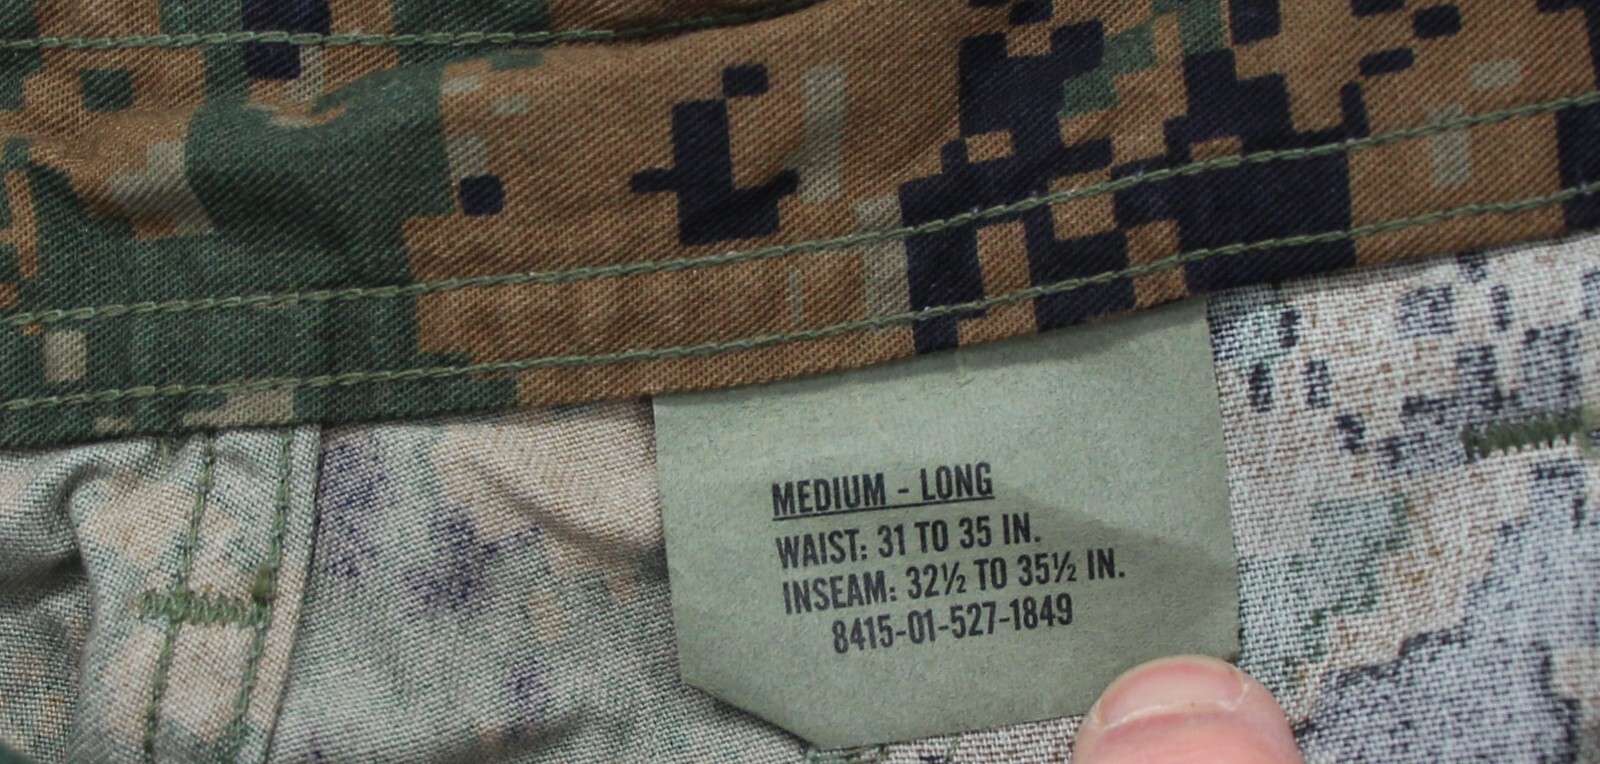 MEDIUM - LONG
WAIST: 31 TO 35 IN.
INSEAM: 32½ TO 35½ IN.
8415-01-527-1849